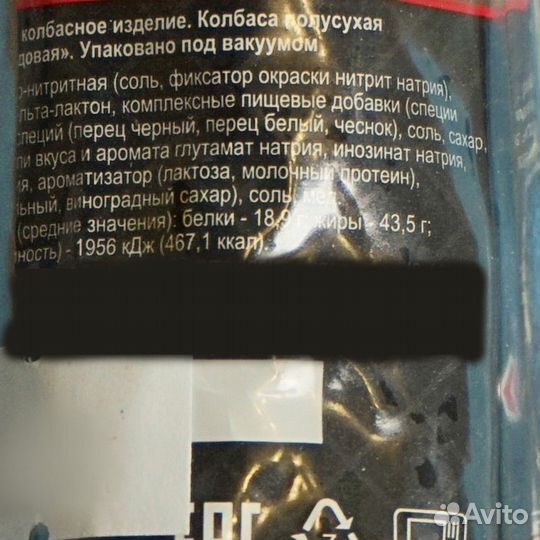 колбасное изделие. Колбаса полусухая
довая». Упаковано под вакуумом
о-нитритная (соль, фиксатор окраски нитрит натрия),
льта-лактон, комплексные пищевые добавки (специи
специй (перец черный, перец белый, чеснок), соль, сахар,
ли вкуса и аромата глутамат натрия, инозинат натрия,
ия, ароматизатор (лактоза, молочный протеин),
льный, виноградный сахар), соль, мед.
(средние значения): белки - 18,9 г; жиры - 43,5 г;
ность) - 1956 кДж (467,1 ккал).
Avito